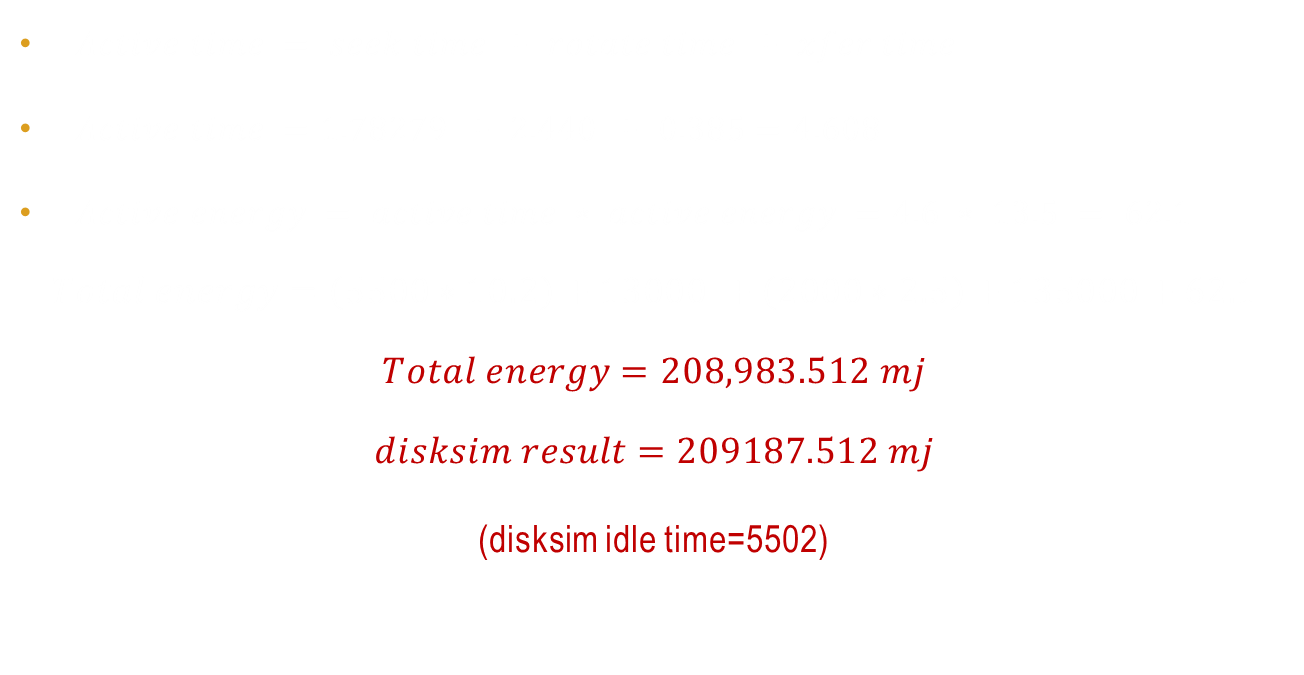 •
•
•
Total energy = 208,983.512 mj
disksim result = 209187.512 mj
(disksim idle time=5502)